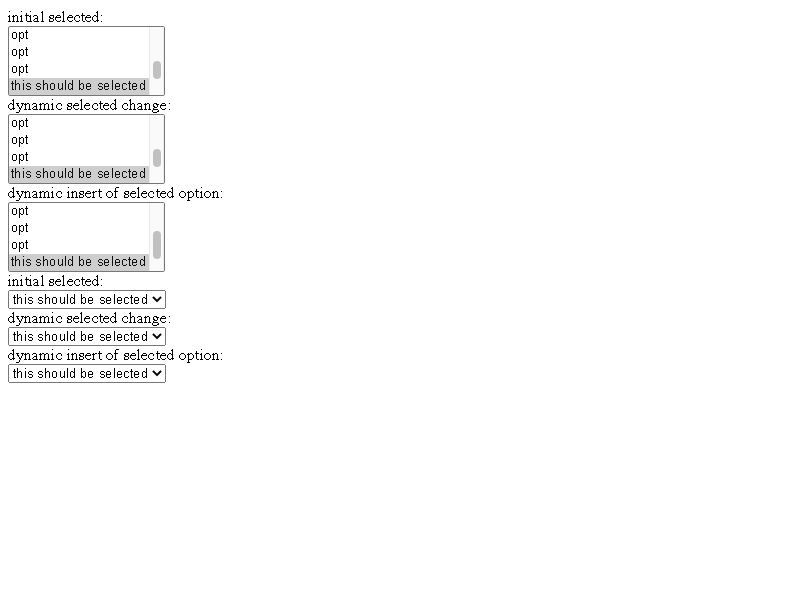 initial selected:
opt
opt
opt
this should be selected
dynamic selected change:
opt
opt
opt
this should be selected
dynamic insert of selected option:
opt
opt
opt
this should be selected
initial selected:
this should be selected
dynamic selected change:
this should be selected
dynamic insert of selected option:
this should be selected